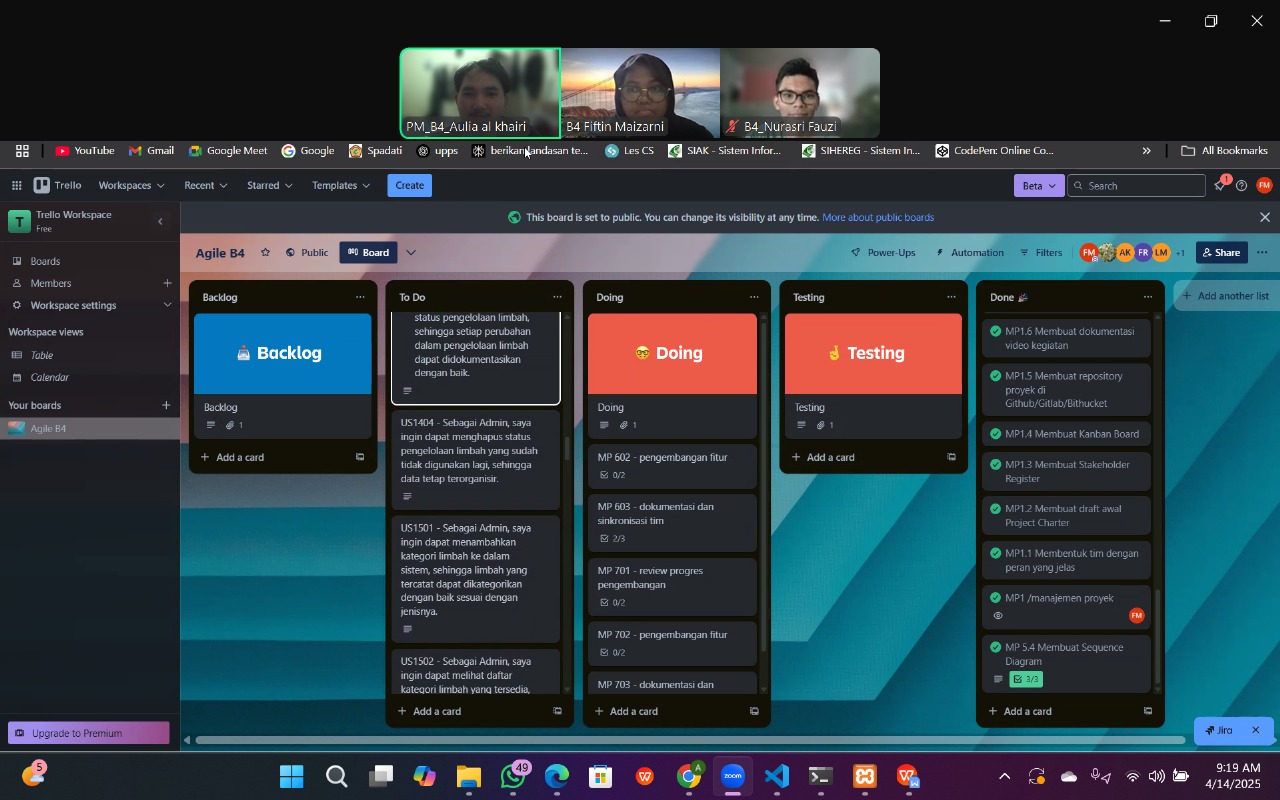 PM_B4_Aulia al khairi
B4 Fiftin Maizarni
B4_Nurasri Fauzi
YouTube
Gmail
Google Meet
Google
Spadati
upps
berikan landasan te...
Les CS
SIAK - Sistem Infor...
SIHEREG - Sistem In...
CodePen: Online Co...
»
All Bookmarks
Trello
Workspaces
Recent
Starred
Templates
Create
Beta
Search
1
FM
T
Trello Workspace
Free
This board is set to public. You can change its visibility at any time. More about public boards
Boards
Members
Workspace settings
Workspace views
Table
Calendar
Your boards
Agile B4
Upgrade to Premium
Agile B4
Public
Board
Power-Ups
Automation
Filters
FM
AK
FR
LM
+1
Share
Backlog
Backlog
Backlog
1
Add a card
To Do
status pengelolaan limbah,
sehingga setiap perubahan
dalam pengelolaan limbah
dapat didokumentasikan
dengan baik.
US1404 - Sebagai Admin, saya
ingin dapat menghapus status
pengelolaan limbah yang sudah
tidak digunakan lagi, sehingga
data tetap terorganisir.
US1501 - Sebagai Admin, saya
ingin dapat menambahkan
kategori limbah ke dalam
sistem, sehingga limbah yang
tercatat dapat dikategorikan
dengan baik sesuai dengan
jenisnya.
US1502 - Sebagai Admin, saya
ingin dapat melihat daftar
kategori limbah yang tersedia,
Add a card
Doing
Doing
Doing
1
MP 602 - pengembangan fitur
0/2
MP 603 - dokumentasi dan
sinkronisasi tim
2/3
MP 701 - review progres
pengembangan
0/2
MP 702 - pengembangan fitur
0/2
MP 703 - dokumentasi dan
Add a card
Testing
Testing
Testing
1
Add a card
Done
MP1.6 Membuat dokumentasi
video kegiatan
MP1.5 Membuat repository
proyek di
Github/Gitlab/Bithucket
MP1.4 Membuat Kanban Board
MP1.3 Membuat Stakeholder
Register
MP1.2 Membuat draft awal
Project Charter
MP1.1 Membentuk tim dengan
peran yang jelas
MP1 /manajemen proyek
FM
MP 5.4 Membuat Sequence
Diagram
3/3
Add a card
Add another list
Jira
5
49
A
zoom
9:19 AM
4/14/2025